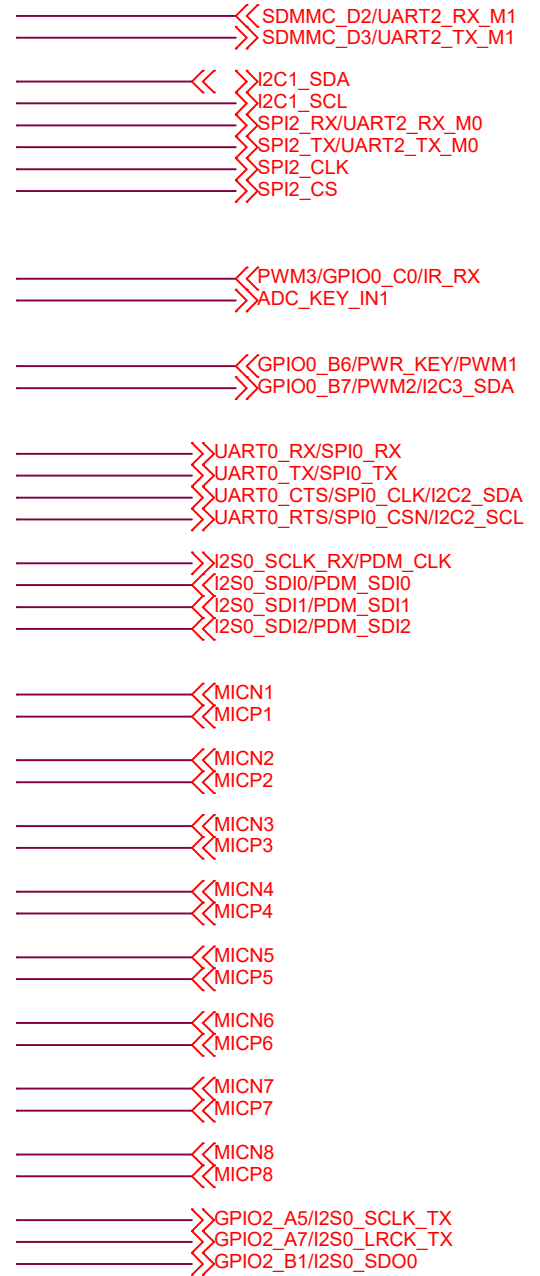 SDMMC_D2/UART2_RX_M1
SDMMC_D3/UART2_TX_M1
I2C1_SDA
I2C1_SCL
SPI2_RX/UART2_RX_M0
SPI2_TX/UART2_TX_M0
SPI2_CLK
SPI2_CS
PWM3/GPIO0_C0/IR_RX
ADC_KEY_IN1
GPIO0_B6/PWR_KEY/PWM1
GPIO0_B7/PWM2/I2C3_SDA
UART0_RX/SPI0_RX
UART0_TX/SPI0_TX
UART0_CTS/SPI0_CLK/I2C2_SDA
UART0_RTS/SPI0_CSN/I2C2_SCL
I2S0_SCLK_RX/PDM_CLK
I2S0_SDI0/PDM_SDI0
I2S0_SDI1/PDM_SDI1
I2S0_SDI2/PDM_SDI2
MICN1
MICP1
MICN2
MICP2
MICN3
MICP3
MICN4
MICP4
MICN5
MICP5
MICN6
MICP6
MICN7
MICP7
MICN8
MICP8
GPIO2_A5/I2S0_SCLK_TX
GPIO2_A7/I2S0_LRCK_TX
GPIO2_B1/I2S0_SDO0